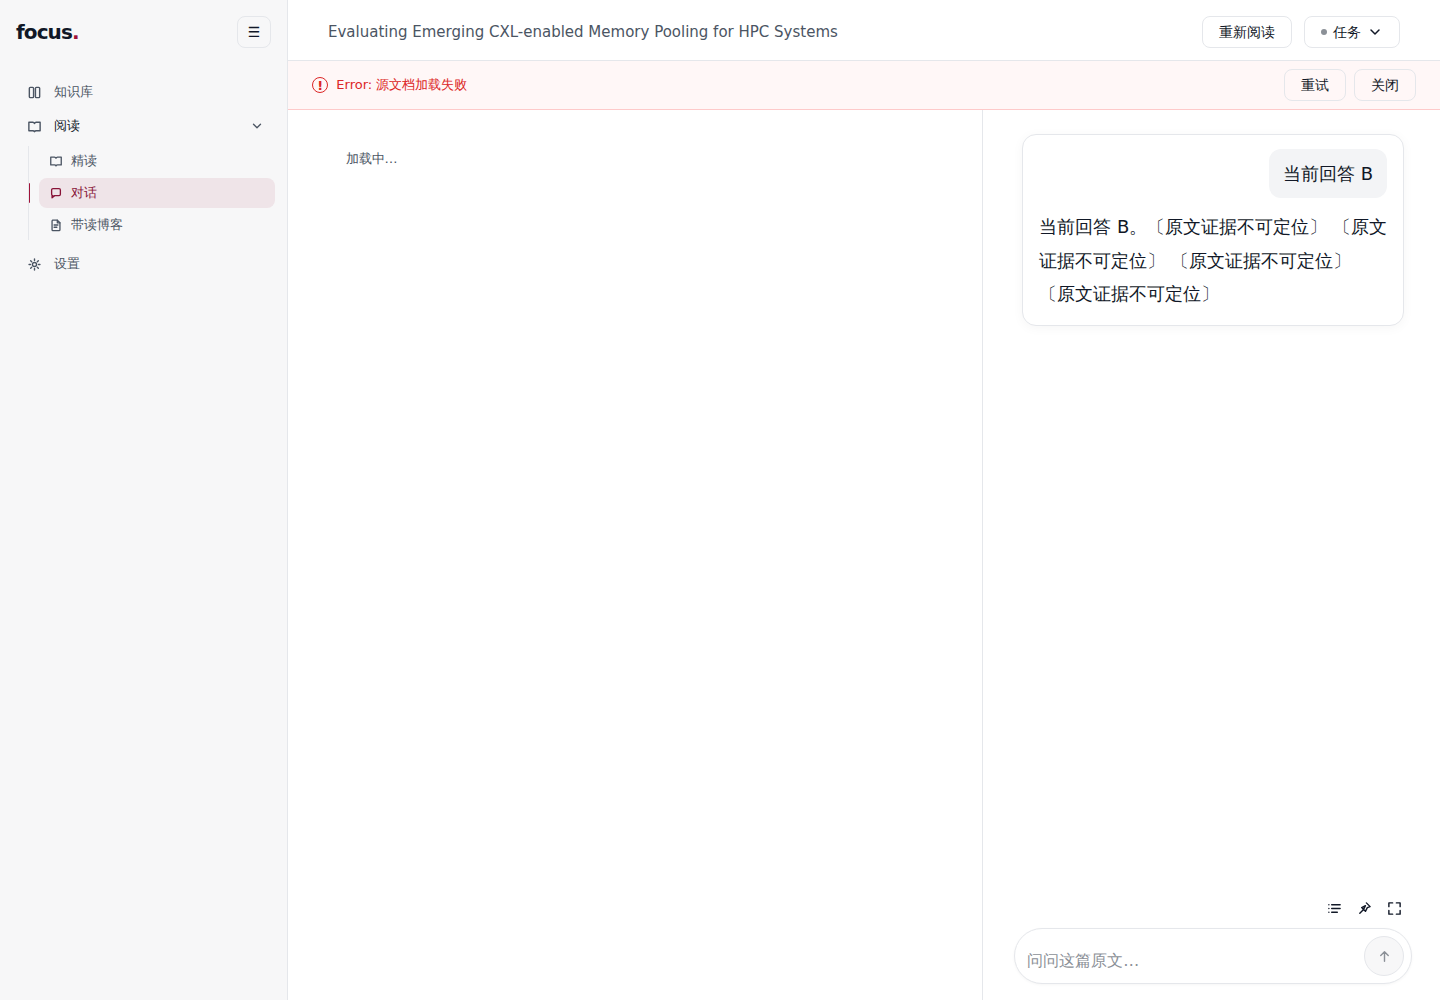 focus.
☰
知识库
阅读
精读
对话
带读博客
设置
Evaluating Emerging CXL-enabled Memory Pooling for HPC Systems
重新阅读
任务
Error: 源文档加载失败
重试
关闭
加载中…
当前回答 B
当前回答 B。〔原文证据不可定位〕 〔原文
证据不可定位〕 〔原文证据不可定位〕
〔原文证据不可定位〕
问问这篇原文…